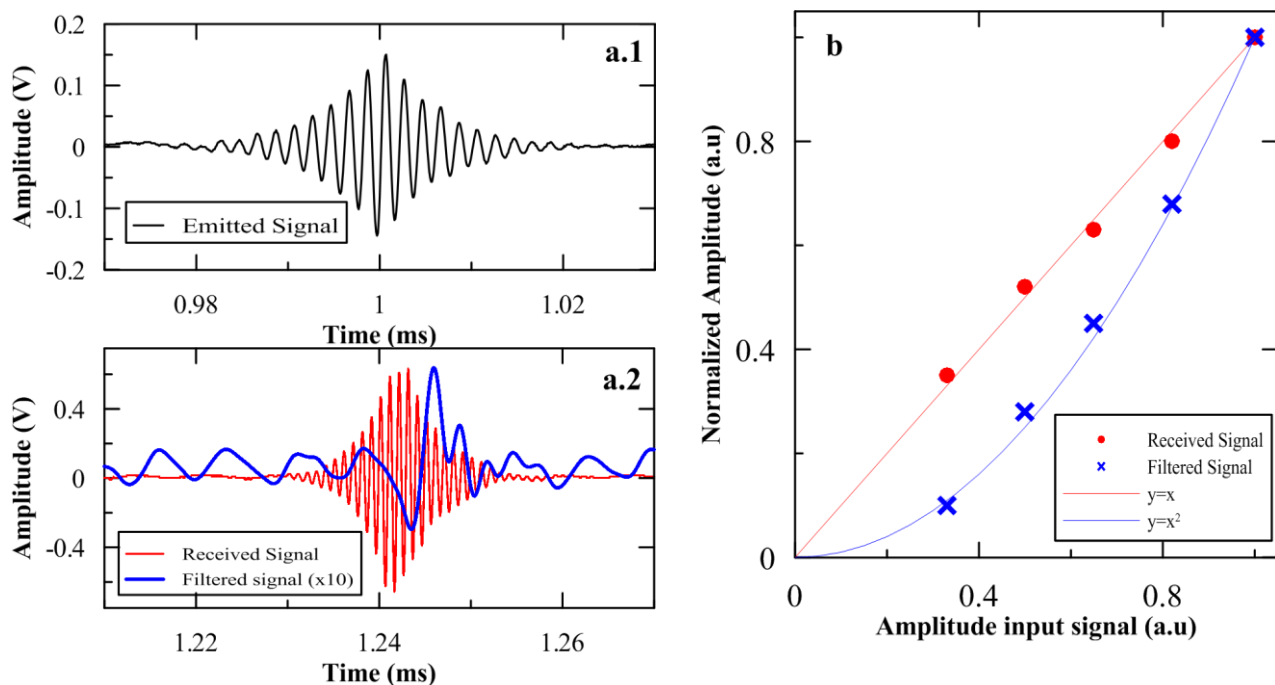 a.1
Amplitude (V)
0.2
0.1
0
-0.1
-0.2
Emitted Signal
0.98
1
1.02
Time (ms)
a.2
Amplitude (V)
0.4
0
-0.4
Received Signal
Filtered signal (x10)
1.22
1.24
1.26
Time (ms)
b
Normalized Amplitude (a.u)
0.8
0.4
0
Received Signal
Filtered Signal
y=x
y=x²
0
0.4
0.8
Amplitude input signal (a.u)